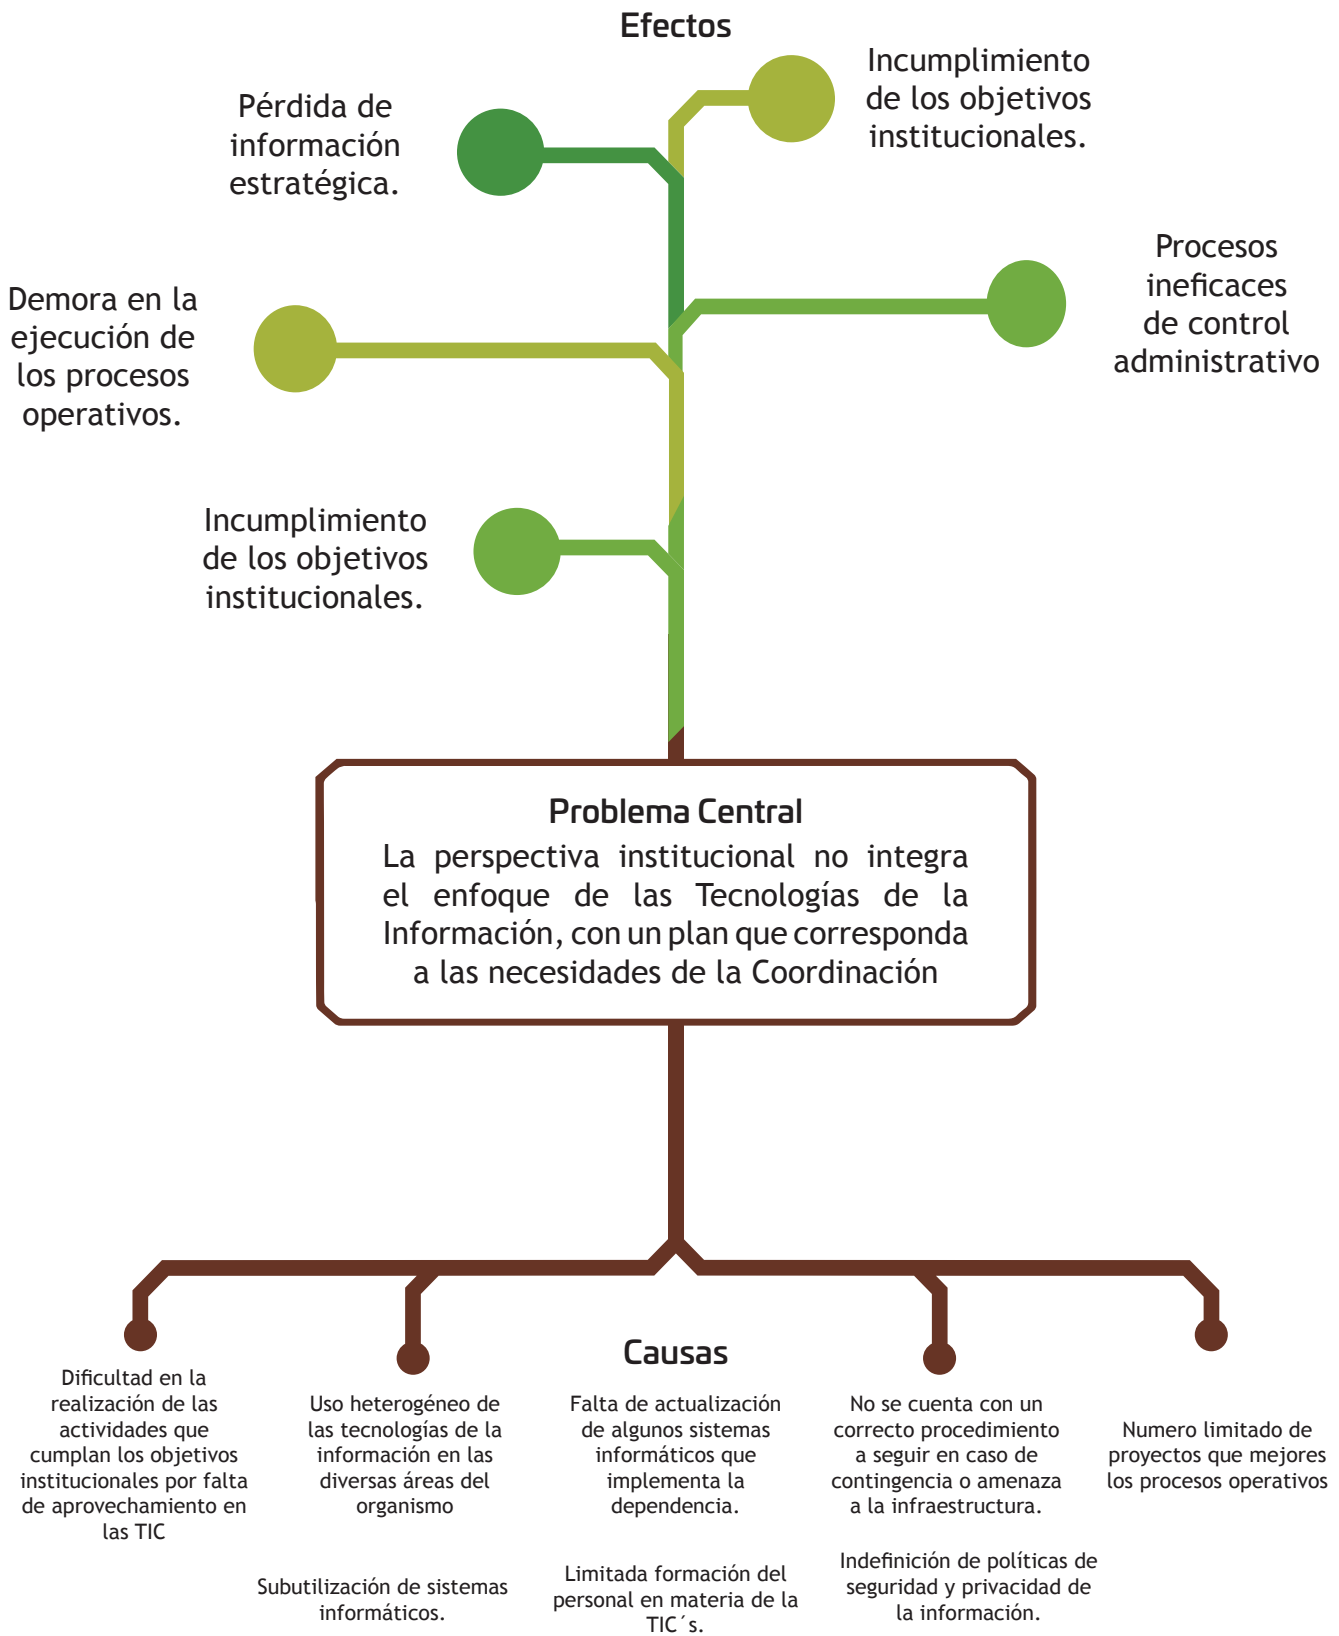 Efectos
Incumplimiento
de los objetivos
institucionales.
Pérdida de
información
estratégica.
Procesos
ineficaces
de control
administrativo
Demora en la
ejecución de
los procesos
operativos.
Incumplimiento
de los objetivos
institucionales.
Problema Central
La perspectiva institucional no integra
el enfoque de las Tecnologías de la
Información, con un plan que corresponda
a las necesidades de la Coordinación
Causas
Dificultad en la
realización de las
actividades que
cumplan los objetivos
institucionales por falta
de aprovechamiento en
las TIC
Uso heterogéneo de
las tecnologías de la
información en las
diversas áreas del
organismo
Falta de actualización
de algunos sistemas
informáticos que
implementa la
dependencia.
No se cuenta con un
correcto procedimiento
a seguir en caso de
contingencia o amenaza
a la infraestructura.
Numero limitado de
proyectos que mejores
los procesos operativos
Subutilización de sistemas
informáticos.
Limitada formación del
personal en materia de la
TIC´s.
Indefinición de políticas de
seguridad y privacidad de
la información.